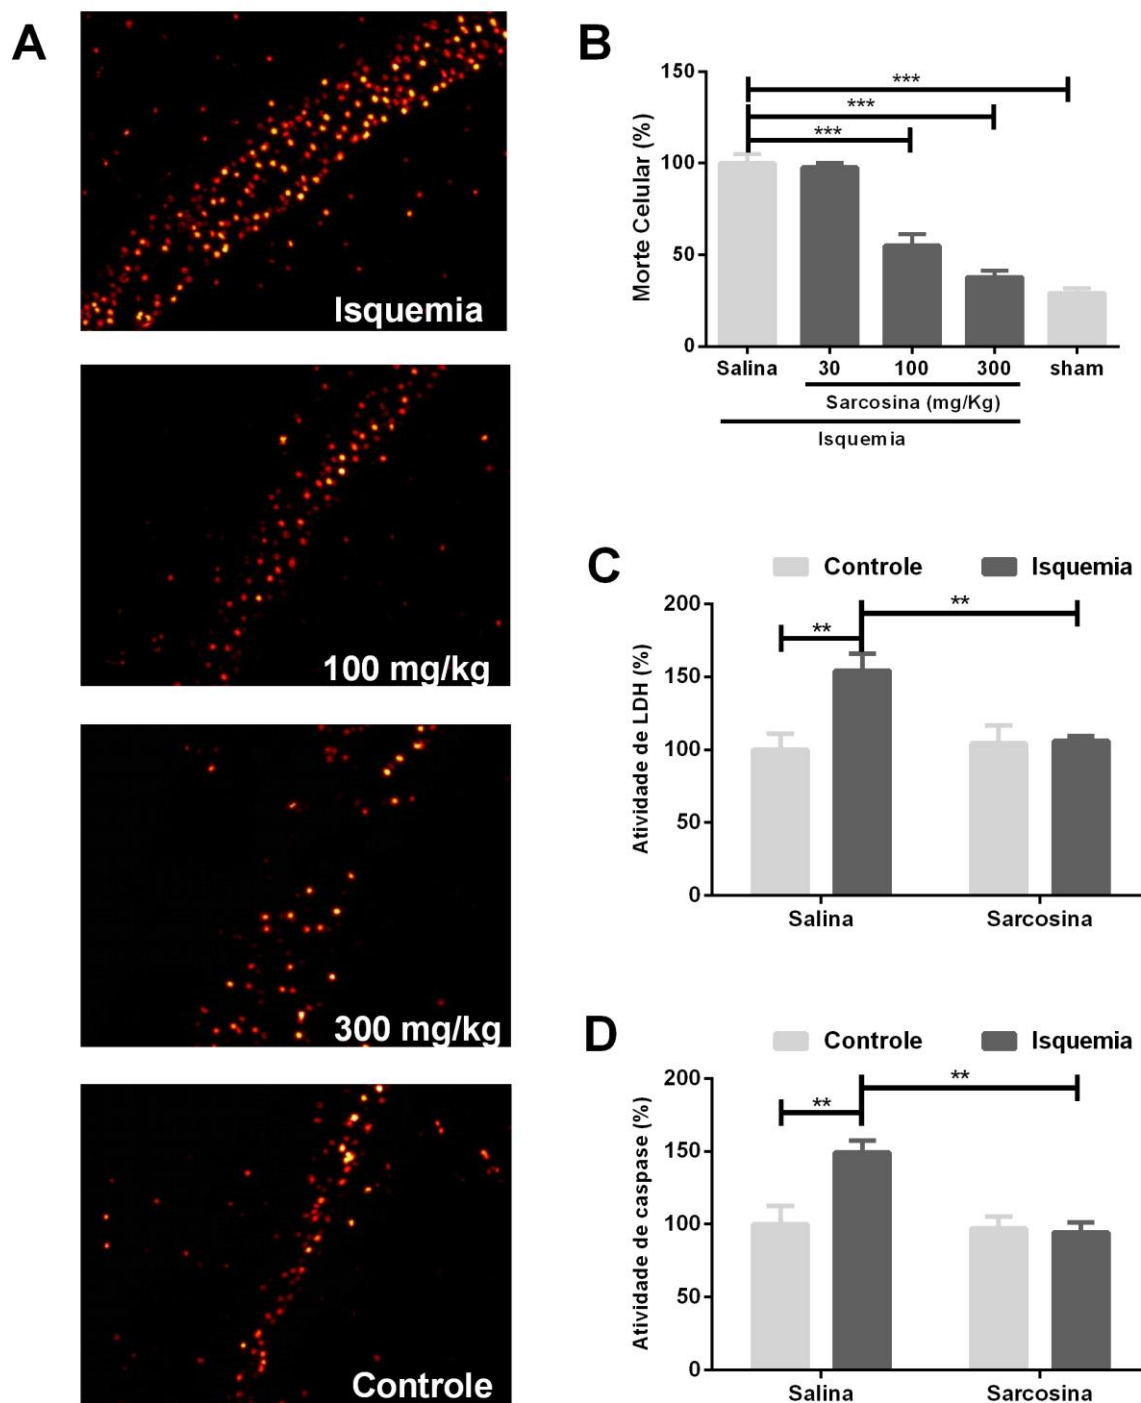 A
Isquemia
100 mg/kg
300 mg/kg
Controle
B
Morte Celular (%)
150
100
50
0
***
***
***
Salina 30 100 300 sham
Sarcosina (mg/Kg)
Isquemia
C
Controle Isquemia
Atividade de LDH (%)
200
150
100
50
0
** **
Salina Sarcosina
D
Controle Isquemia
Atividade de caspase (%)
200
150
100
50
0
** **
Salina Sarcosina